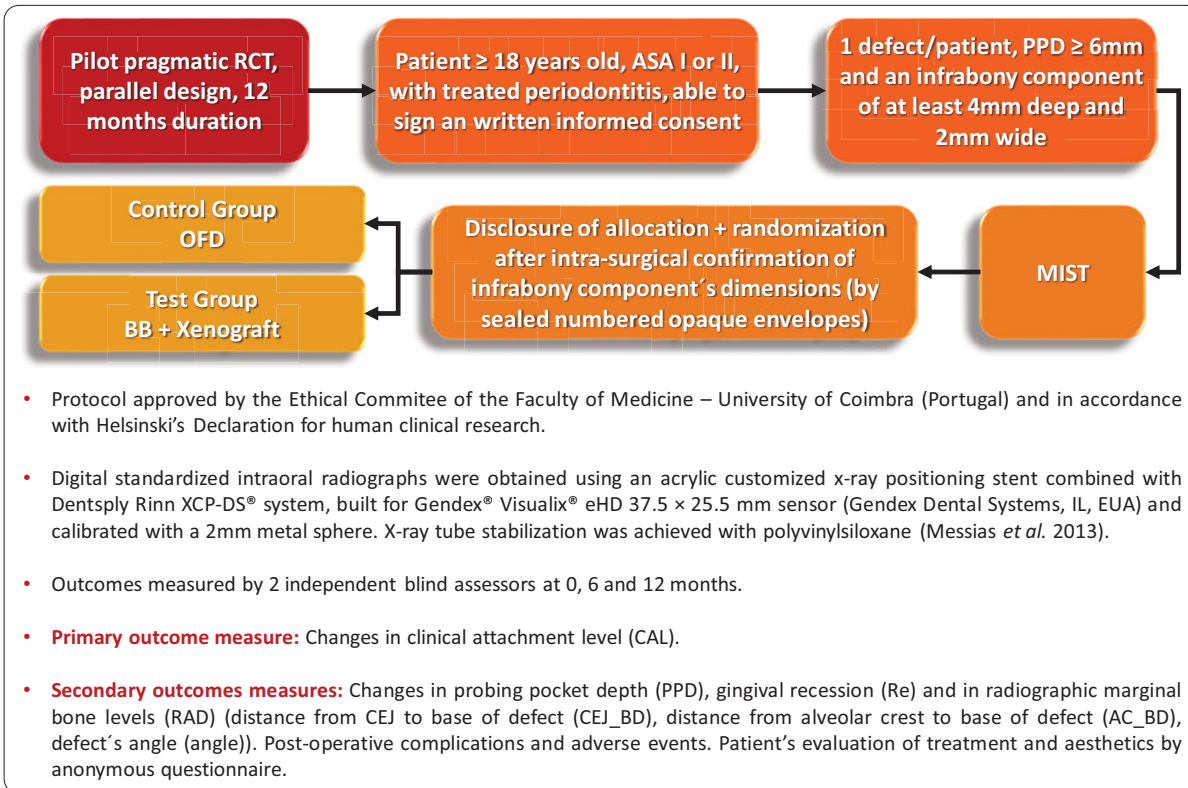 Pilot pragmatic RCT,
parallel design, 12
months duration
Patient ≥ 18 years old, ASA I or II,
with treated periodontitis, able to
sign an written informed consent
1 defect/patient, PPD ≥ 6mm
and an infrabony component
of at least 4mm deep and
2mm wide
MIST
Disclosure of allocation + randomization
after intra-surgical confirmation of
infrabony component´s dimensions (by
sealed numbered opaque envelopes)
Control Group
OFD
Test Group
BB + Xenograft
• Protocol approved by the Ethical Commitee of the Faculty of Medicine – University of Coimbra (Portugal) and in accordance
with Helsinki’s Declaration for human clinical research.
• Digital standardized intraoral radiographs were obtained using an acrylic customized x-ray positioning stent combined with
Dentsply Rinn XCP-DS® system, built for Gendex® Visualix® eHD 37.5 × 25.5 mm sensor (Gendex Dental Systems, IL, EUA) and
calibrated with a 2mm metal sphere. X-ray tube stabilization was achieved with polyvinylsiloxane (Messias et al. 2013).
• Outcomes measured by 2 independent blind assessors at 0, 6 and 12 months.
• Primary outcome measure: Changes in clinical attachment level (CAL).
• Secondary outcomes measures: Changes in probing pocket depth (PPD), gingival recession (Re) and in radiographic marginal
bone levels (RAD) (distance from CEJ to base of defect (CEJ_BD), distance from alveolar crest to base of defect (AC_BD),
defect´s angle (angle)). Post-operative complications and adverse events. Patient’s evaluation of treatment and aesthetics by
anonymous questionnaire.